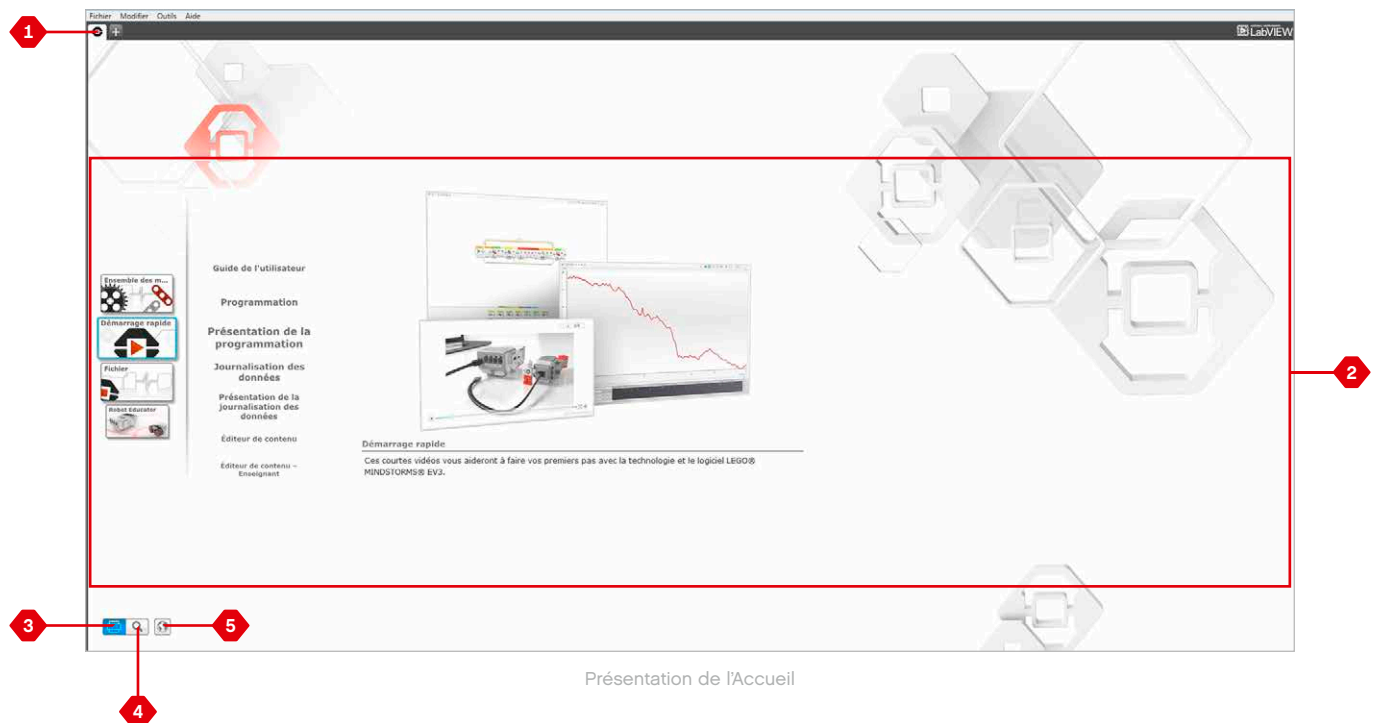 Fichier Modifier Outils Aide
1
LabVIEW
Guide de l'utilisateur
Ensemble des m...
Programmation
Démarrage rapide
Présentation de la
programmation
Fichier
Journalisation des
données
Robot Educator
Présentation de la
journalisation des
données
Éditeur de contenu
Éditeur de contenu –
Enseignant
Démarrage rapide
Ces courtes vidéos vous aideront à faire vos premiers pas avec la technologie et le logiciel LEGO®
MINDSTORMS® EV3.
2
3
5
4
Présentation de l'Accueil